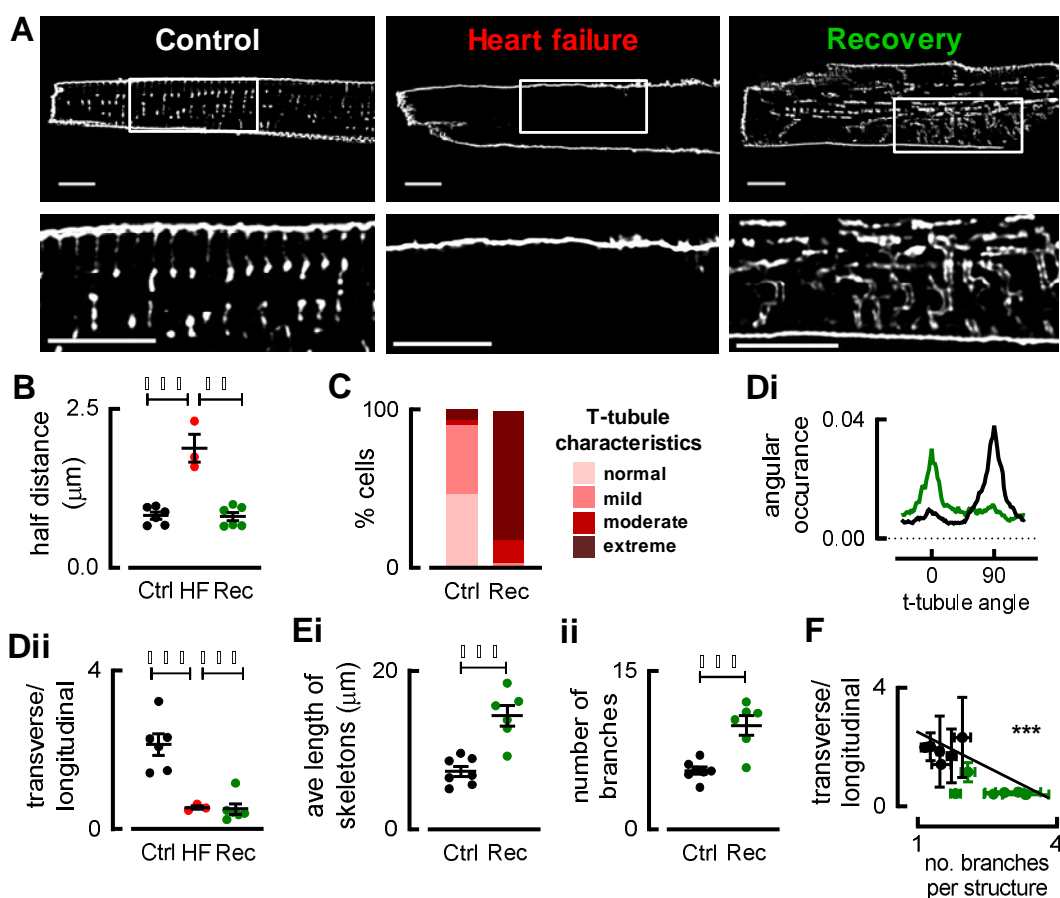 A
Control
Heart failure
Recovery
B
2.5
0.0
half distance
(μm)
Ctrl HF Rec
C
100
0
% cells
Ctrl Rec
T-tubule
characteristics
normal
mild
moderate
extreme
Di
0.04
0.00
angular
occurance
0
90
t-tubule angle
Dii
4
0
transverse/
longitudinal
Ctrl HF Rec
Ei
20
0
ave length of
skeletons (μm)
Ctrl Rec
ii
15
0
number of
branches
Ctrl Rec
F
4
0
transverse/
longitudinal
***
1
4
no. branches
per structure